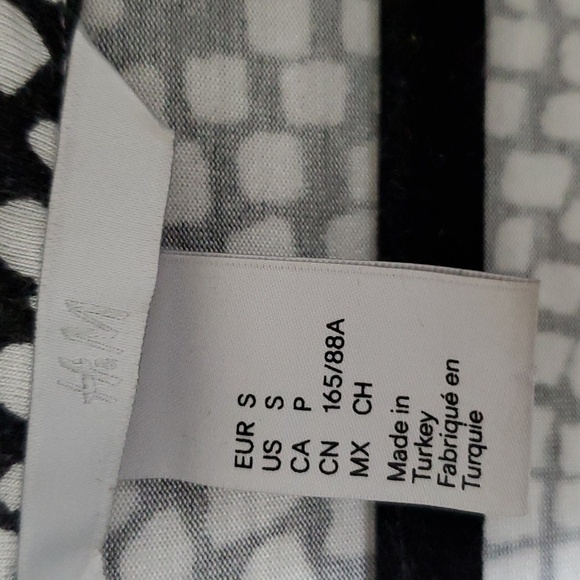 H&M
EUR S
US S
CA P
CN 165/88A
MX CH
Made in
Turkey
Fabriqué en
Turquie